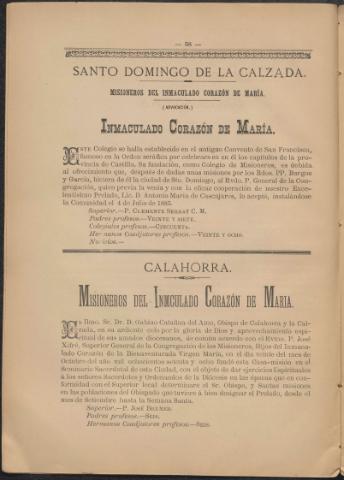 — 58 —
SANTO DOMINGO DE LA CALZADA.
MISIONEROS DEL INMACULADO CORAZÓN DE MARÍA.
(ADVOCACIÓN.)
INMACULADO CORAZÓN DE MARÍA.
ESTE Colegio se halla establecido en el antiguo Convento de San Francisco,
famoso en la Orden seráfica por celebrarse en él los capítulos de la pro-
vincia de Castilla. Su fundación, como Colegio de Misioneros, es debida
al ofrecimiento que, después de dadas unas misiones por los Rdos. PP. Burgos
y García, hicieron de él la ciudad de Sto. Domingo, al Rvdo. P. General de la Con-
gregación, quien previa la venia y con la eficaz cooperación de nuestro Exce-
lentísimo Prelado, Lic. D. Antonio María de Cascajares, lo aceptó, instalándose
la Comunidad el 4 de Julio de 1885.
Superior.—P. CLEMENTE SERRAT C. M.
Padres profesos.—VEINTE Y SIETE.
Colegiales profesos.—CINCUENTA.
Hermanos Coadjutores profesos.—VEINTE Y OCHO.
Novicios.—
CALAHORRA.
MISIONEROS DEL INMCULADO CORAZÓN DE MARIA.
EL Ilmo. Sr. Dr. D. Gabino Catalina del Amo, Obispo de Calahorra y la Cal-
zada, en su ardiente celo por la gloria de Dios y aprovechamiento espi-
ritual de sus amados diocesanos, de comun acuerdo con el Rvdmo. P. José
Xifré, Superior General de la Congregación de los Misioneros, Hijos del Inmacu-
lado Corazón de la Bienaventurada Virgen María, en el día veinte del mes de
Octubre del año mil ochocientos setenta y ocho fundó esta Casa-misión en el
Seminario Sacerdotal de esta Ciudad, con el objeto de dar ejercicios Espirituales
á los señores Sacerdotes y Ordenandos de la Diócesis en las épocas que en con-
formidad con el Superior local determinare el Sr. Obispo, y Santas misiones
en las poblaciones del Obispado que tuviere á bien designar el Prelado, desde el
mes de Setiembre hasta la Semana Santa.
Superior.—P. JOSÉ
Padres profesos.—SEIS.
Hermanos Coadjutores profesos.—SEIS.